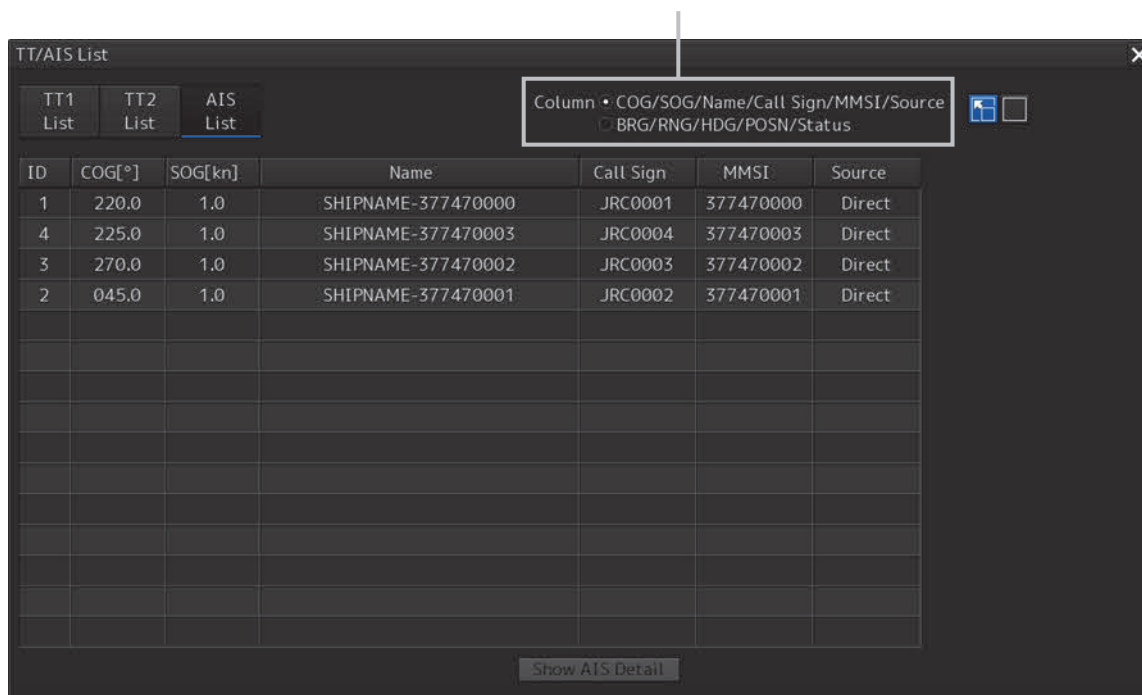 TT/AIS List
TT1 List TT2 List AIS List
Column COG/SOG/Name/Call Sign/MMSI/Source
BRG/RNG/HDG/POSN/Status
ID COG[°] SOG[kn] Name Call Sign MMSI Source
1 220.0 1.0 SHIPNAME-377470000 JRC0001 377470000 Direct
4 225.0 1.0 SHIPNAME-377470003 JRC0004 377470003 Direct
5 270.0 1.0 SHIPNAME-377470002 JRC0003 377470002 Direct
2 045.0 1.0 SHIPNAME-377470001 JRC0002 377470001 Direct
Show AIS Detail